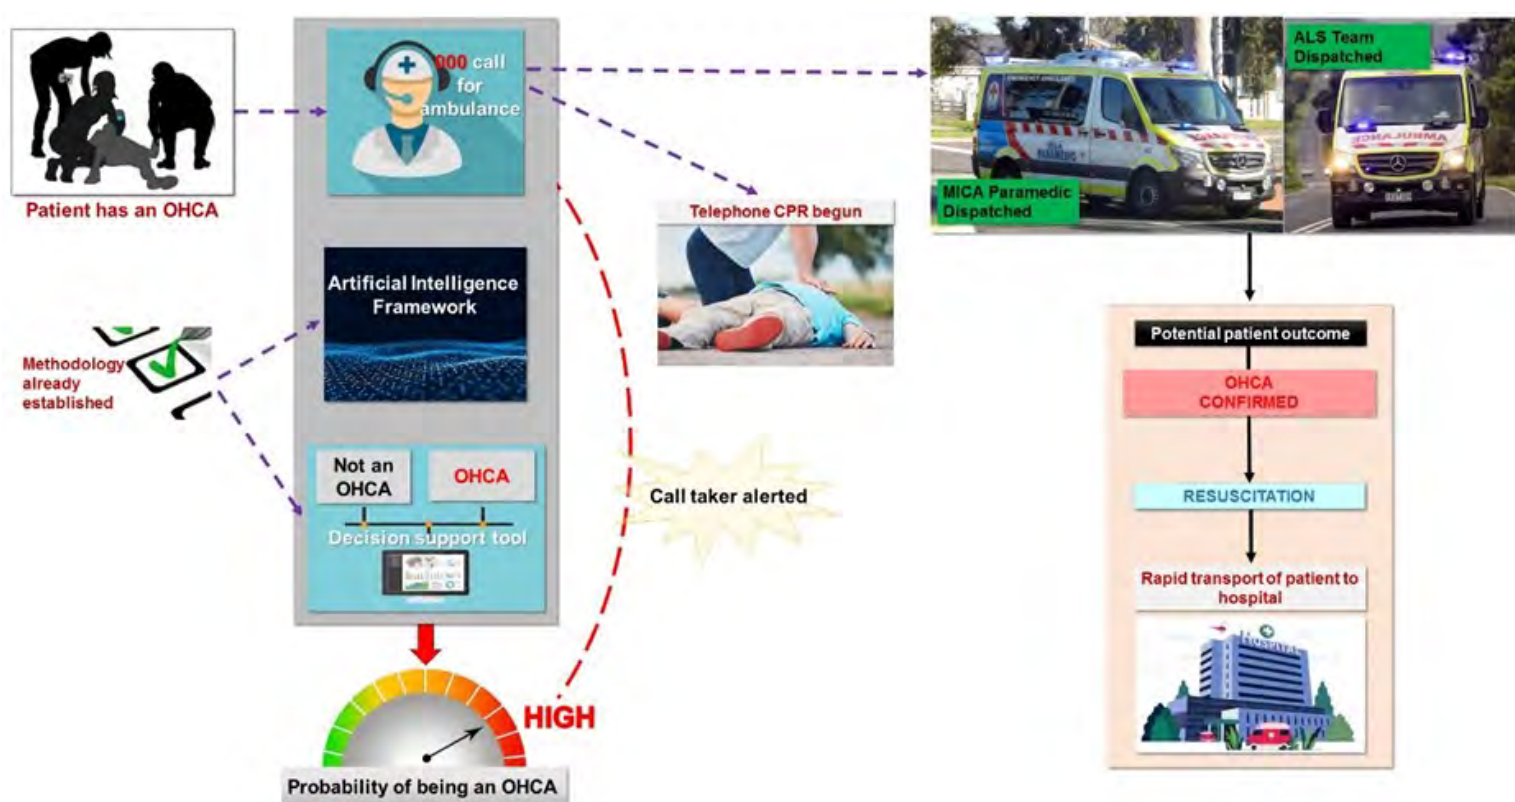 Patient has an OHCA
000 call
for
ambulance
Artificial Intelligence
Framework
Methodology
already
established
Not an
OHCA
OHCA
Decision support tool
HIGH
Probability of being an OHCA
Telephone CPR begun
Call taker alerted
MICA Paramedic
Dispatched
ALS Team
Dispatched
AMBULANCE
Potential patient outcome
OHCA
CONFIRMED
RESUSCITATION
Rapid transport of patient to
hospital
HOSPITAL